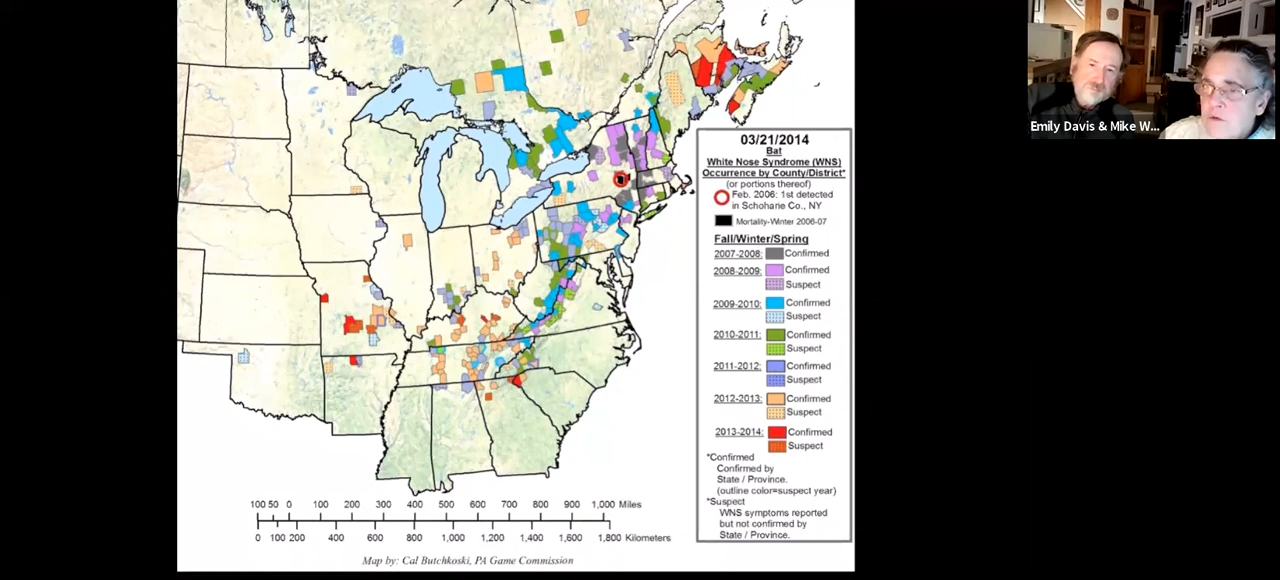 Emily Davis & Mike W...
03/21/2014
Bat
White Nose Syndrome (WNS)
Occurrence by County/District*
(or portions thereof)
Feb. 2006: 1st detected
in Schohane Co., NY
Mortality-Winter 2006-07
Fall/Winter/Spring
2007-2008: Confirmed
2008-2009: Confirmed
Suspect
2009-2010: Confirmed
Suspect
2010-2011: Confirmed
Suspect
2011-2012: Confirmed
Suspect
2012-2013: Confirmed
Suspect
2013-2014: Confirmed
Suspect
*Confirmed
Confirmed by
State / Province.
(outline color=suspect year)
*Suspect
WNS symptoms reported
but not confirmed by
State / Province.
100 50 0 100 200 300 400 500 600 700 800 900 1,000 Miles
0 100 200 400 600 800 1,000 1,200 1,400 1,600 1,800 Kilometers
Map by: Cal Butchkoski, PA Game Commission